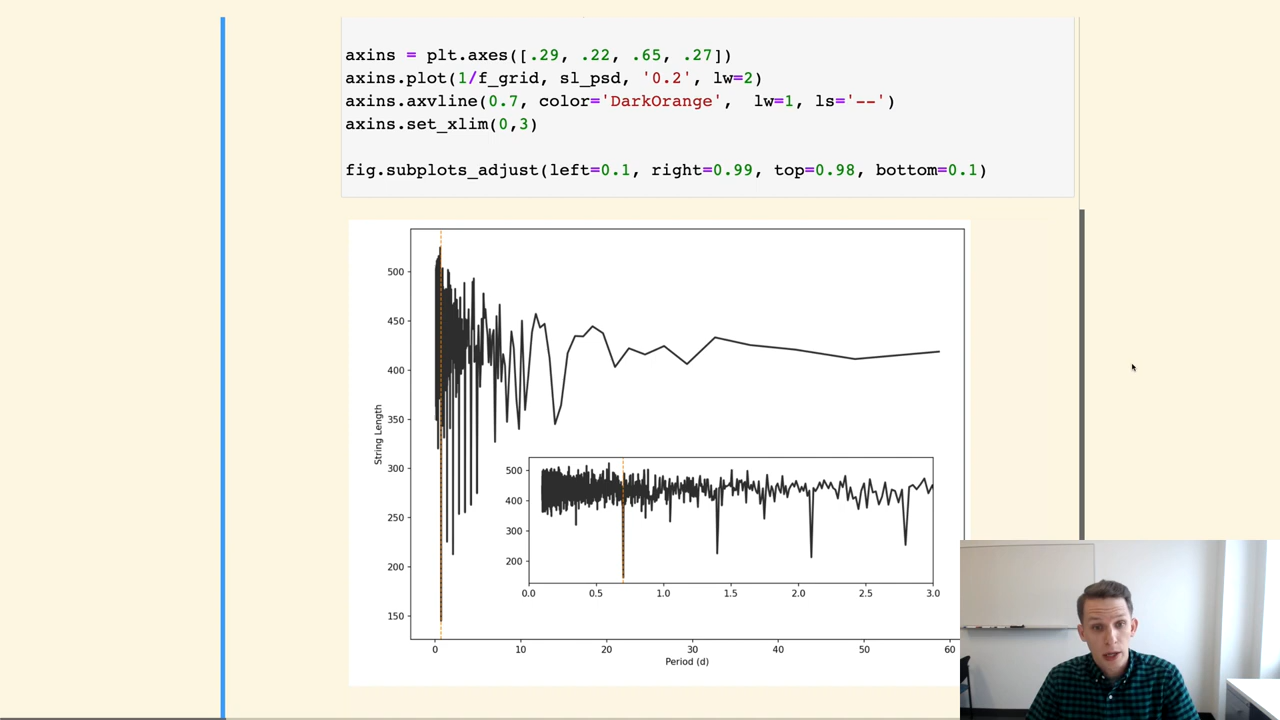 axins = plt.axes([.29, .22, .65, .27])
axins.plot(1/f_grid, sl_psd, '0.2', lw=2)
axins.axvline(0.7, color='DarkOrange',  lw=1, ls='--')
axins.set_xlim(0,3)
fig.subplots_adjust(left=0.1, right=0.99, top=0.98, bottom=0.1)
500
450
400
350
300
250
200
150
String Length
500
400
300
200
0.0 0.5 1.0 1.5 2.0 2.5 3.0
0 10 20 30 40 50 60
Period (d)